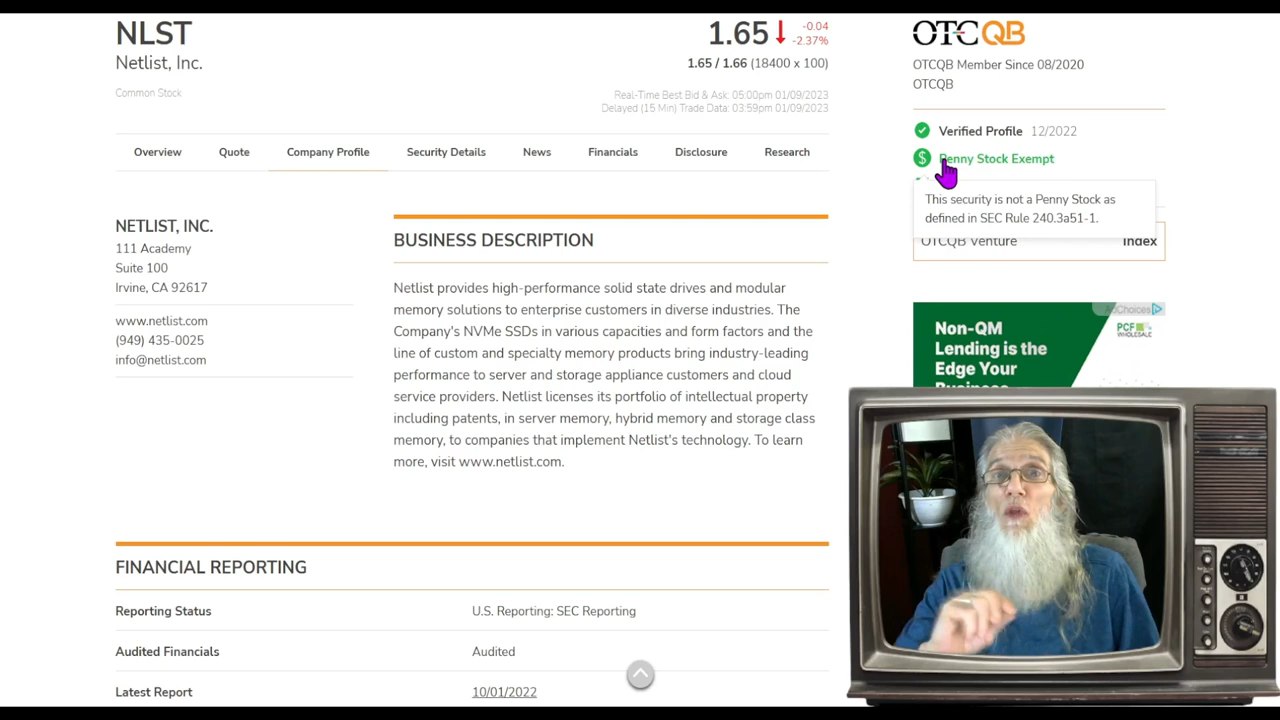 NLST
Netlist, Inc.
Common Stock
1.65
-0.04
-2.37%
1.65 / 1.66 (18400 x 100)
Real-Time Best Bid & Ask: 05:00pm 01/09/2023
Delayed (15 Min) Trade Data: 03:59pm 01/09/2023
OTCQB
OTCQB Member Since 08/2020
OTCQB
Verified Profile 12/2022
Penny Stock Exempt
This security is not a Penny Stock as
defined in SEC Rule 240.3a51-1.
OTCQB Venture Index
Overview Quote Company Profile Security Details News Financials Disclosure Research
NETLIST, INC.
111 Academy
Suite 100
Irvine, CA 92617
www.netlist.com
(949) 435-0025
info@netlist.com
BUSINESS DESCRIPTION
Netlist provides high-performance solid state drives and modular
memory solutions to enterprise customers in diverse industries. The
Company's NVMe SSDs in various capacities and form factors and the
line of custom and specialty memory products bring industry-leading
performance to server and storage appliance customers and cloud
service providers. Netlist licenses its portfolio of intellectual property
including patents, in server memory, hybrid memory and storage class
memory, to companies that implement Netlist's technology. To learn
more, visit www.netlist.com.
AdChoices
Non-QM
Lending is the
Edge Your
Business
PCF
WHOLESALE
FINANCIAL REPORTING
Reporting Status U.S. Reporting: SEC Reporting
Audited Financials Audited
Latest Report 10/01/2022